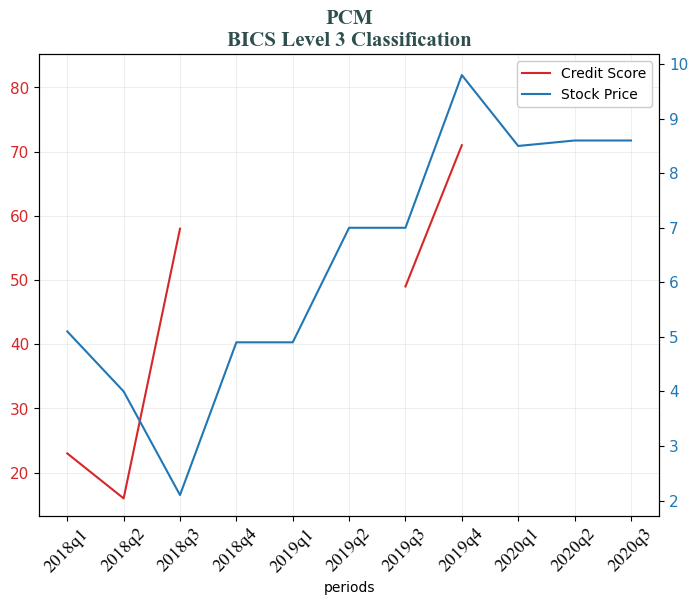 PCM
BICS Level 3 Classification
Credit Score
Stock Price
80
70
60
50
40
30
20
10
9
8
7
6
5
4
3
2
2018q1
2018q2
2018q3
2018q4
2019q1
2019q2
2019q3
2019q4
2020q1
2020q2
2020q3
periods